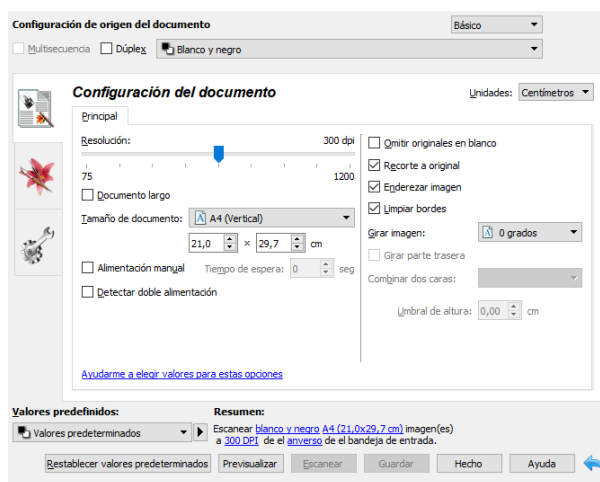 Configuración de origen del documento
Básico
Multisecuencia Dúplex Blanco y negro
Configuración del documento
Unidades: Centímetros
Principal
Resolución: 300 dpi
75 1200
Documento largo
Tamaño de documento: A4 (Vertical)
21,0 × 29,7 cm
Alimentación manual Tiempo de espera: 0 seg
Detectar doble alimentación
Omitir originales en blanco
Recorte a original
Enderezar imagen
Limpiar bordes
Girar imagen: 0 grados
Girar parte trasera
Combinar dos caras:
Umbral de altura: 0,00 cm
Ayudarme a elegir valores para estas opciones
Valores predefinidos:
Valores predeterminados
Resumen:
Escanear blanco y negro A4 (21,0x29,7 cm) imagen(es)
a 300 DPI de el anverso de el bandeja de entrada.
Restablecer valores predeterminados Previsualizar Escanear Guardar Hecho Ayuda